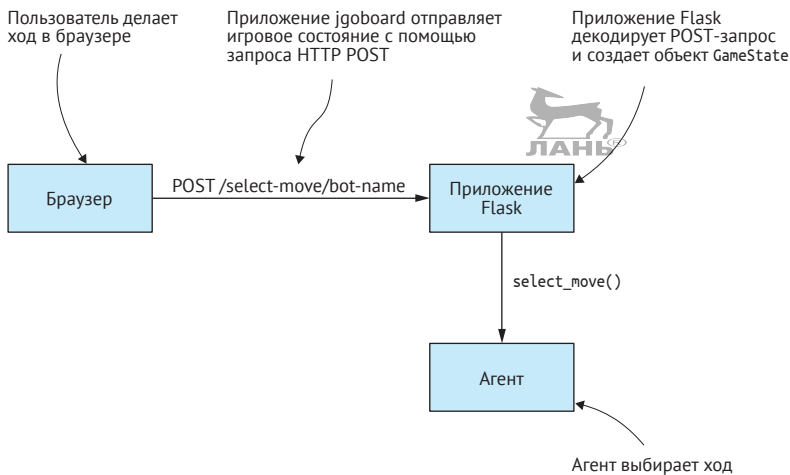 Пользователь делает
ход в браузере
Приложение jgoboard отправляет
игровое состояние с помощью
запроса HTTP POST
Приложение Flask
декодирует POST-запрос
и создает объект GameState
ЛАНЬ®
Браузер
POST /select-move/bot-name
Приложение
Flask
select_move()
Агент
Агент выбирает ход